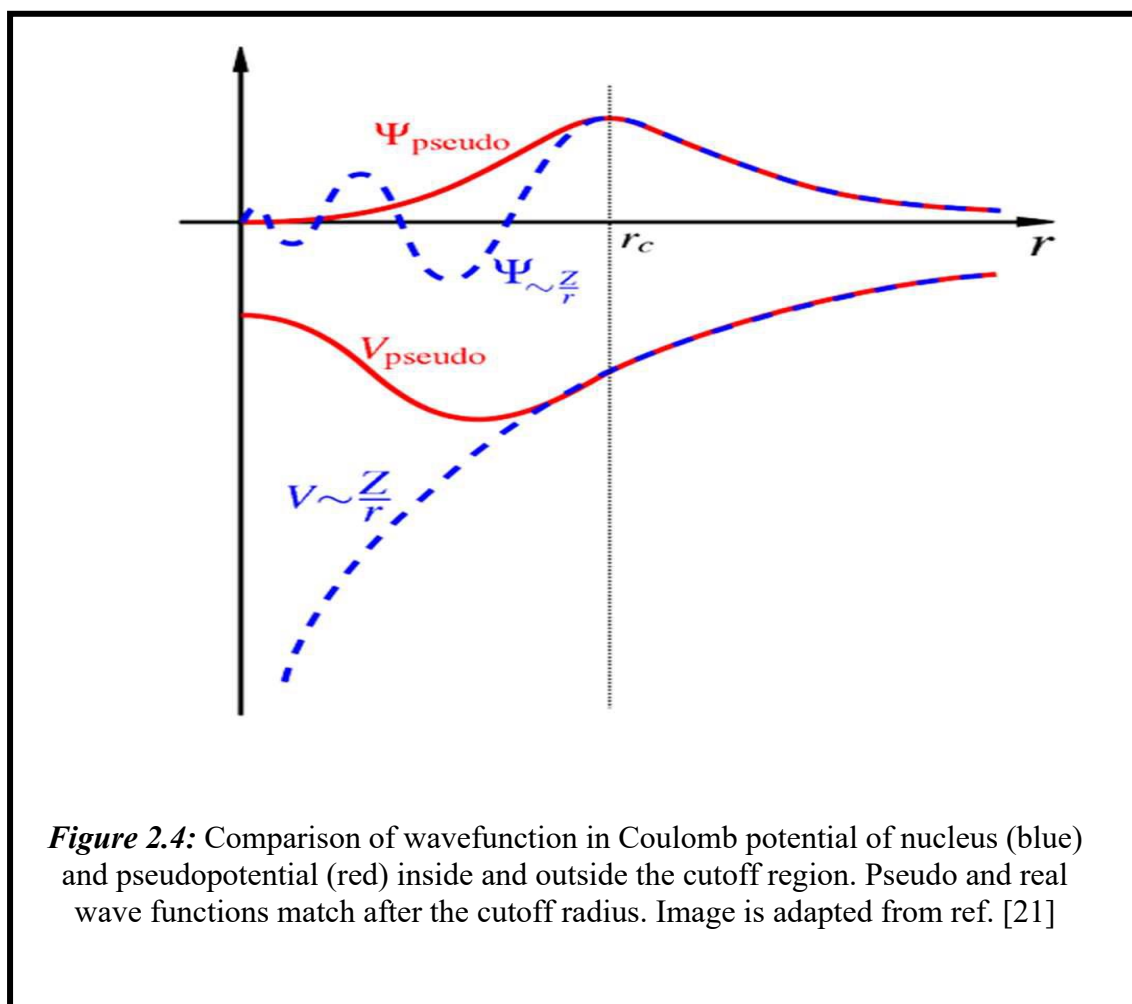 Ψpseudo
Ψ~Z/r
r_c
r
Vpseudo
V~Z/r
Figure 2.4: Comparison of wavefunction in Coulomb potential of nucleus (blue)
and pseudopotential (red) inside and outside the cutoff region. Pseudo and real
wave functions match after the cutoff radius. Image is adapted from ref. [21]